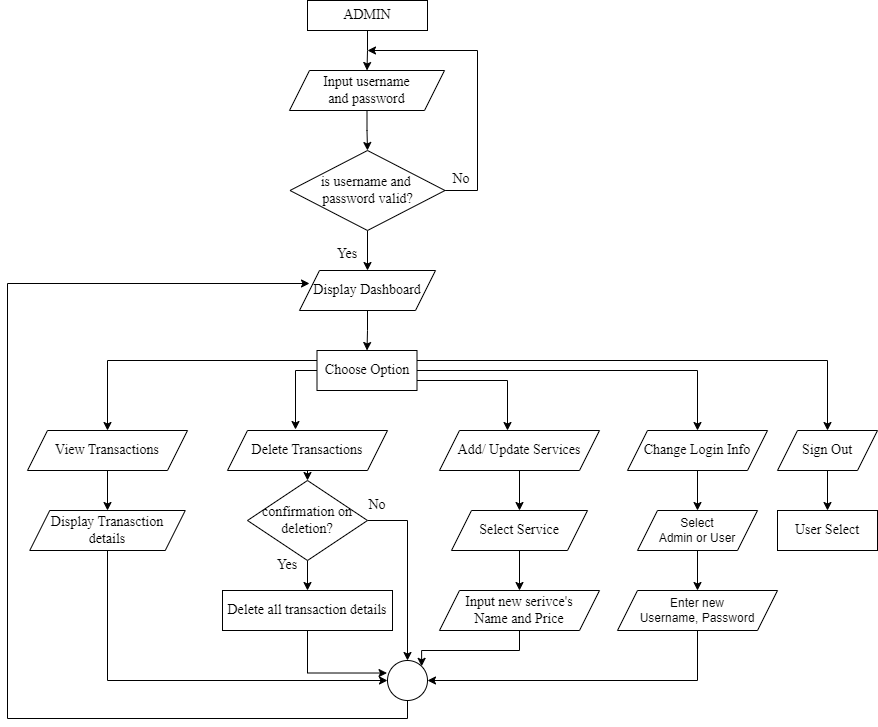 ADMIN
Input username
and password
is username and
password valid?
No
Yes
Display Dashboard
Choose Option
View Transactions
Delete Transactions
Add/ Update Services
Change Login Info
Sign Out
Display Tranasction
details
confirmation on
deletion?
No
Yes
Select Service
Select
Admin or User
User Select
Delete all transaction details
Input new serivce's
Name and Price
Enter new
Username, Password